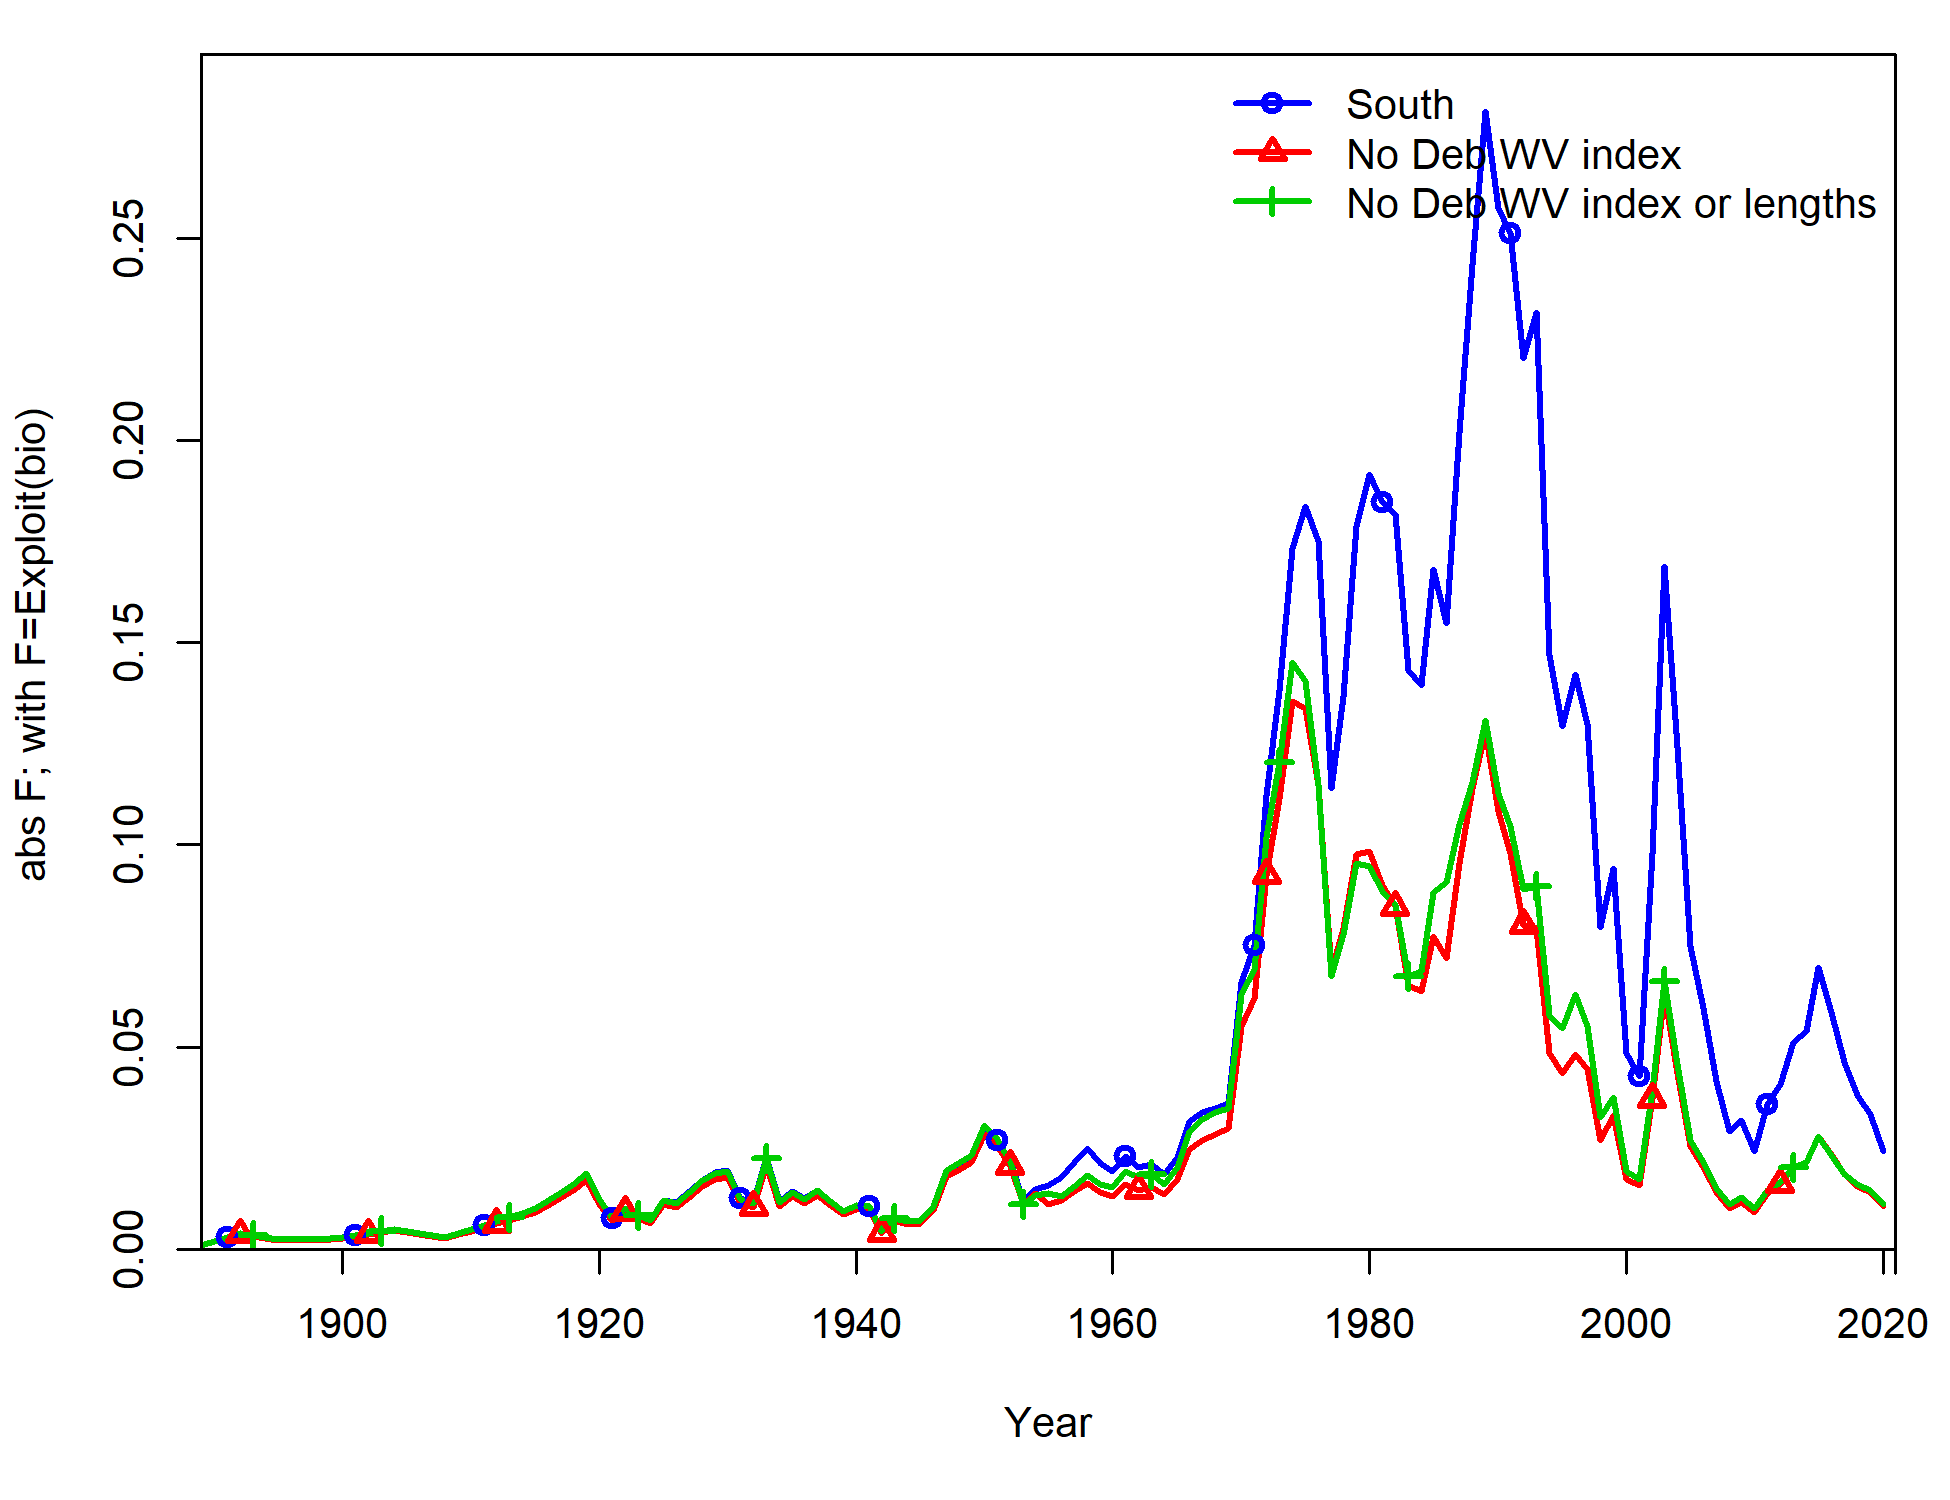 South
No Deb WV index
No Deb WV index or lengths
abs F; with F=Exploit(bio)
0.25
0.20
0.15
0.10
0.05
0.00
1900 1920 1940 1960 1980 2000 2020
Year